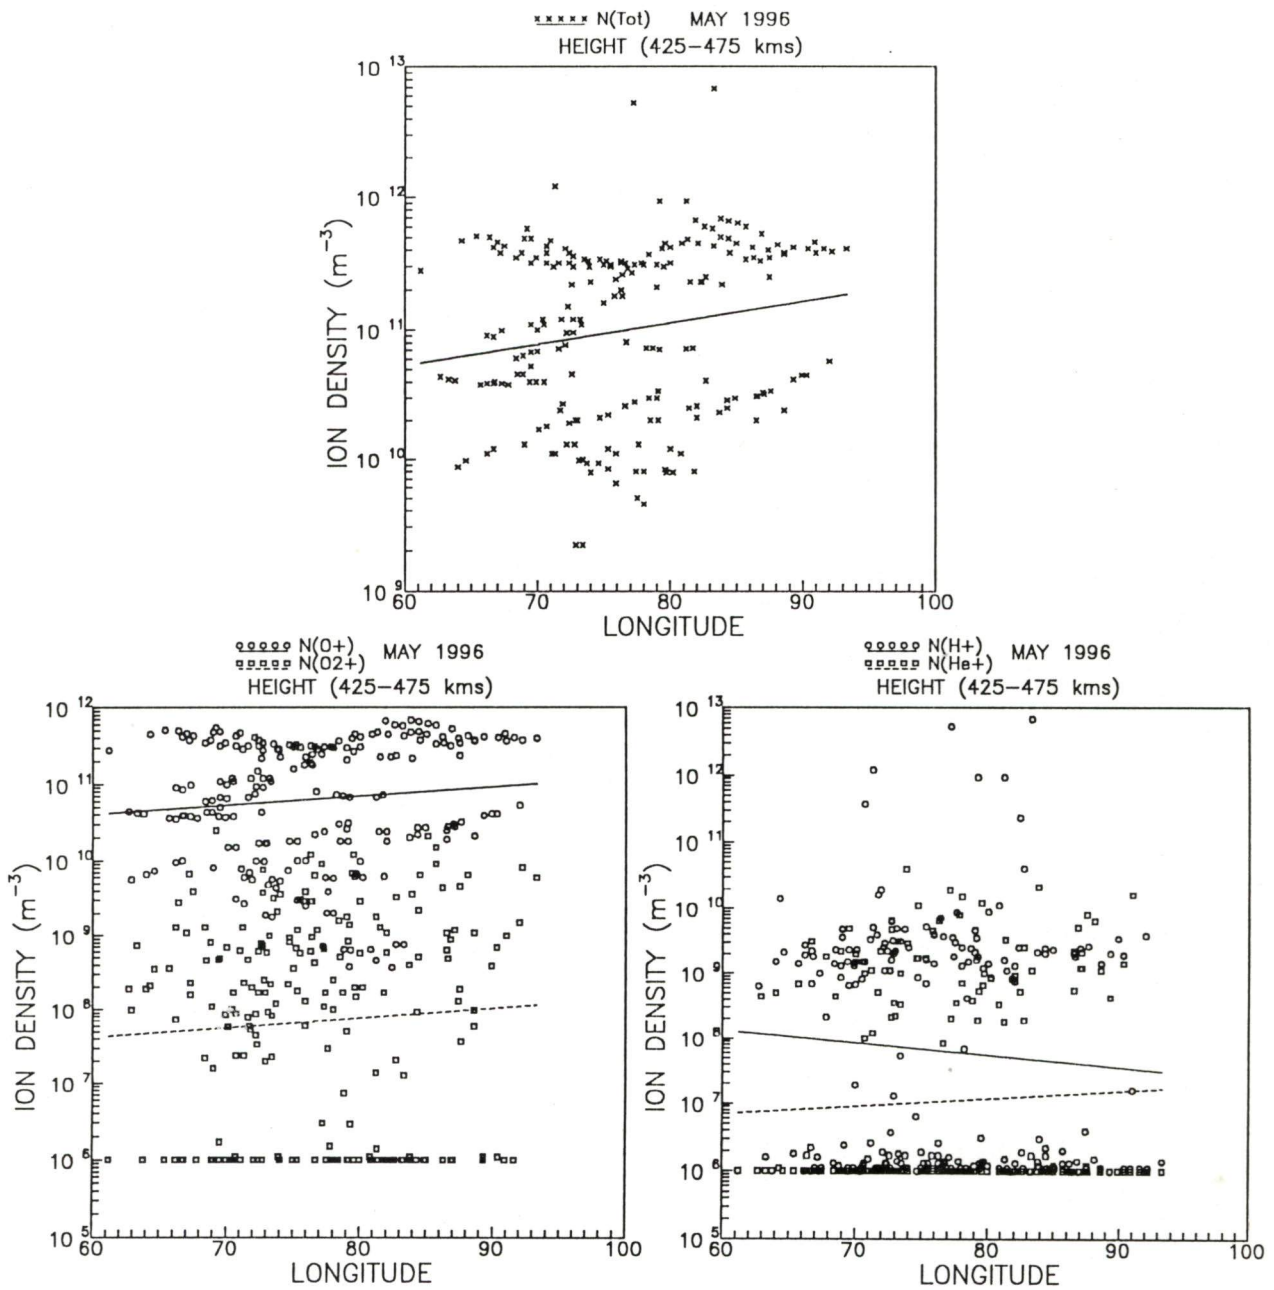 N(Tot) MAY 1996
HEIGHT (425-475 kms)
10 13
10 12
10 11
10 10
10 9
ION DENSITY (m⁻³)
60 70 80 90 100
LONGITUDE
N(O+) MAY 1996
N(O2+)
HEIGHT (425-475 kms)
10 12
10 11
10 10
10 9
10 8
10 7
10 6
10 5
ION DENSITY (m⁻³)
60 70 80 90 100
LONGITUDE
N(H+) MAY 1996
N(He+)
HEIGHT (425-475 kms)
10 13
10 12
10 11
10 10
10 9
10 8
10 7
10 6
10 5
ION DENSITY (m⁻³)
60 70 80 90 100
LONGITUDE